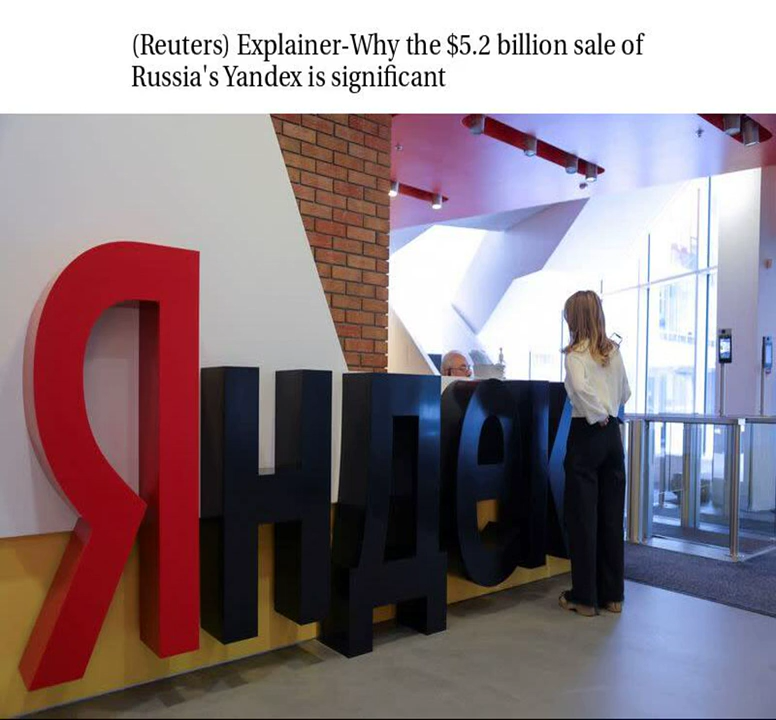 (Reuters) Explainer-Why the $5.2 billion sale of
Russia's Yandex is significant
Яндек